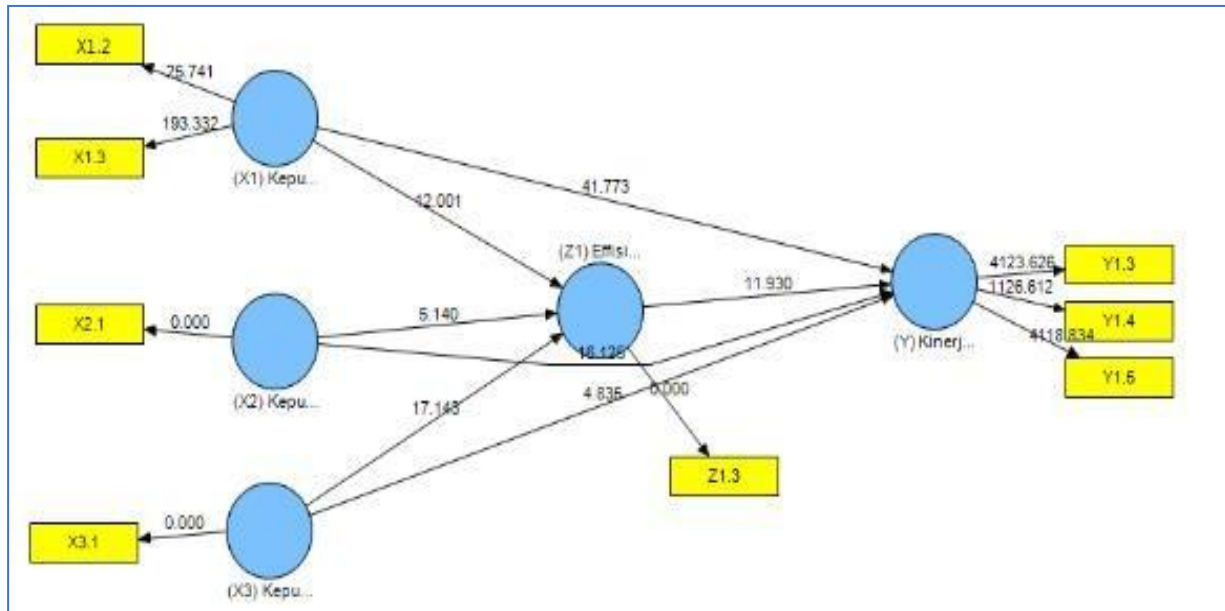 X1.2
25.741
193.332
X1.3
(X1) Kepu...
41.773
12.001
(Z1) Effisi...
4123.626
Y1.3
11.930
1126.612
Y1.4
X2.1
0.000
5.140
(Y) Kinerj...
4118.834
16.126
Y1.5
(X2) Kepu...
17.143
4.835
0.000
Z1.3
0.000
X3.1
(X3) Kepu...